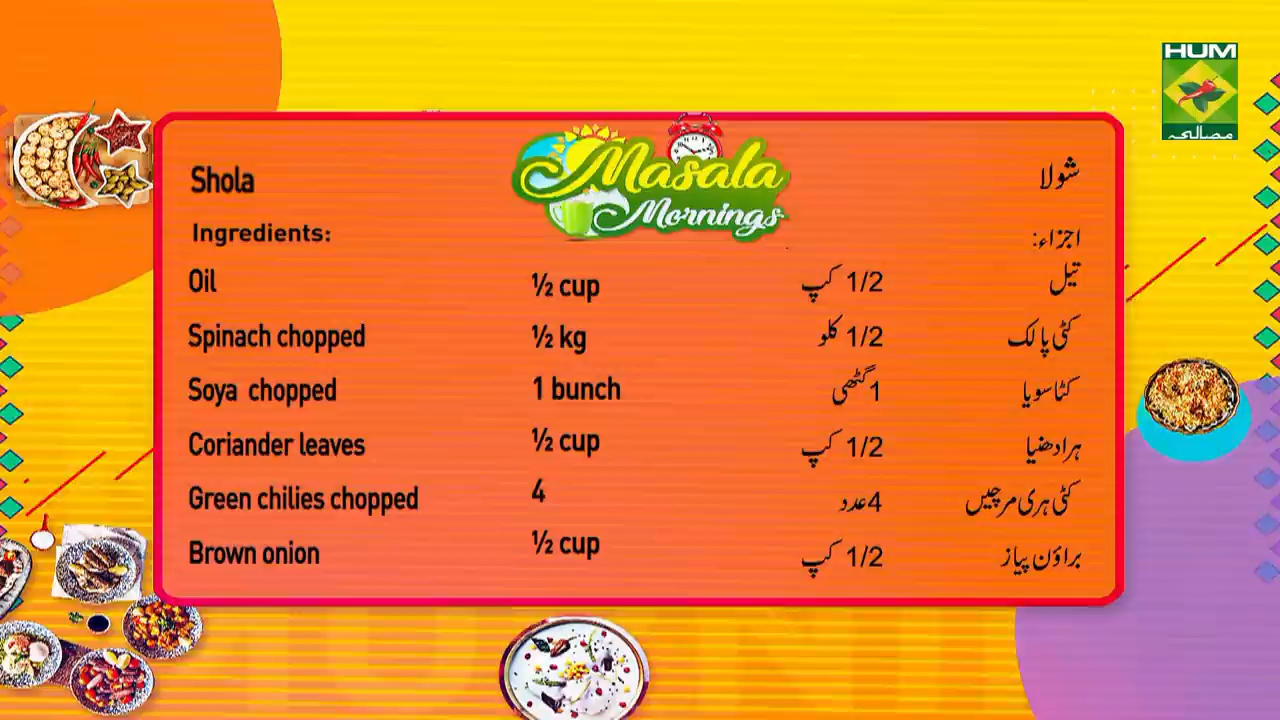 HUM
مصالحہ
Masala
Mornings
Shola شولا
Ingredients: اجزاء:
Oil ½ cup 1/2 کپ تیل
Spinach chopped ½ kg 1/2 کلو کٹی پالک
Soya chopped 1 bunch 1 گٹھی کٹا سویا
Coriander leaves ½ cup 1/2 کپ ہرا دھنیا
Green chilies chopped 4 4 عدد کٹی ہری مرچیں
Brown onion ½ cup 1/2 کپ براؤن پیاز